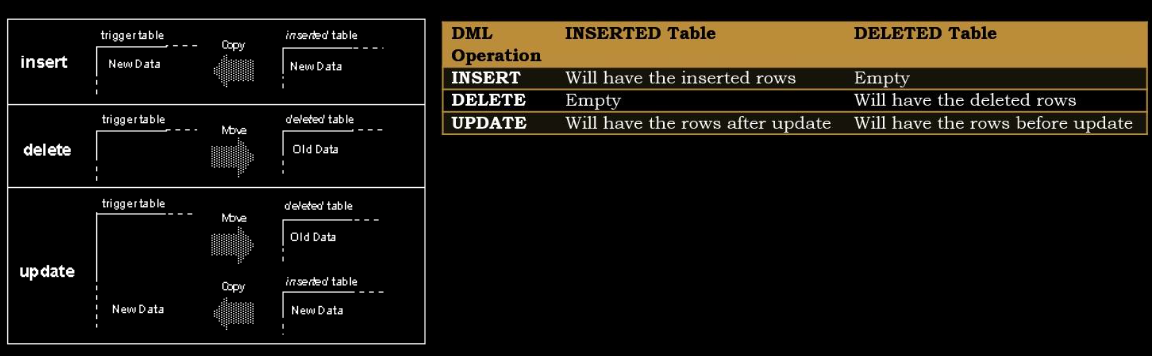 insert
trigger table
New Data
Copy
inserted table
New Data
delete
trigger table
Move
deleted table
Old Data
update
trigger table
Move
deleted table
Old Data
New Data
Copy
inserted table
New Data
DML Operation INSERTED Table DELETED Table
INSERT Will have the inserted rows Empty
DELETE Empty Will have the deleted rows
UPDATE Will have the rows after update Will have the rows before update